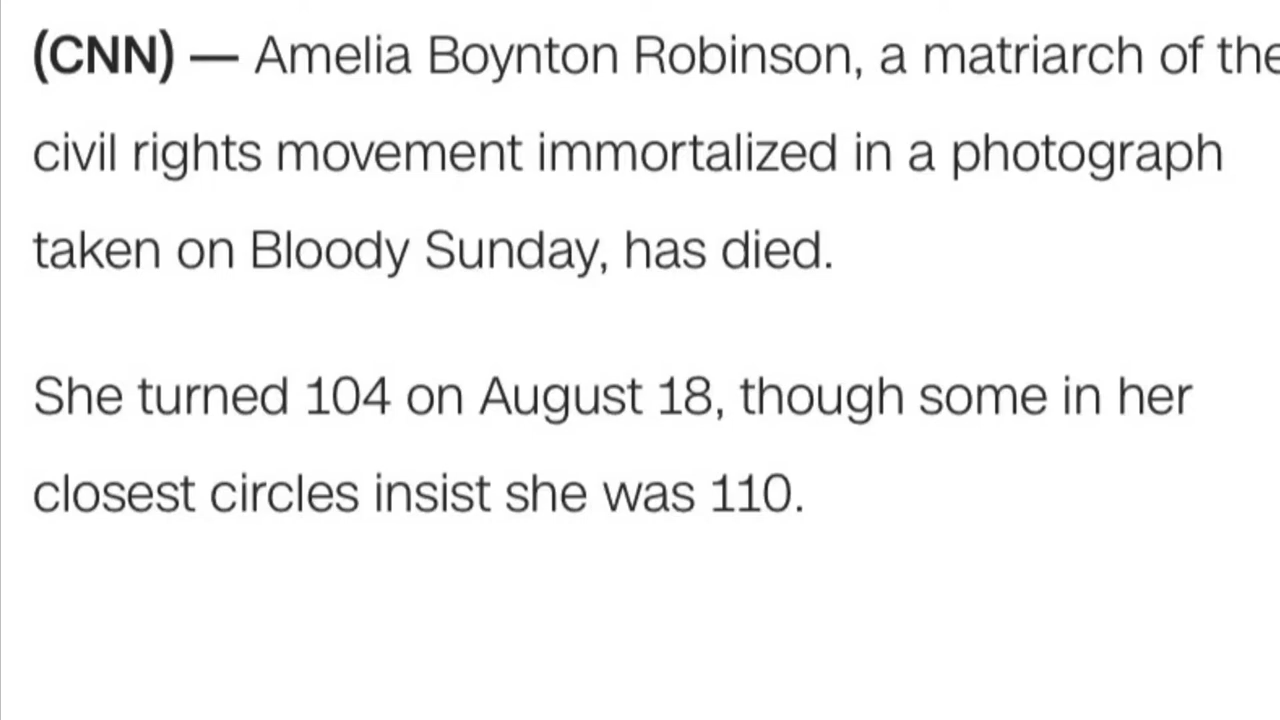 (CNN) — Amelia Boynton Robinson, a matriarch of the
civil rights movement immortalized in a photograph
taken on Bloody Sunday, has died.
She turned 104 on August 18, though some in her
closest circles insist she was 110.